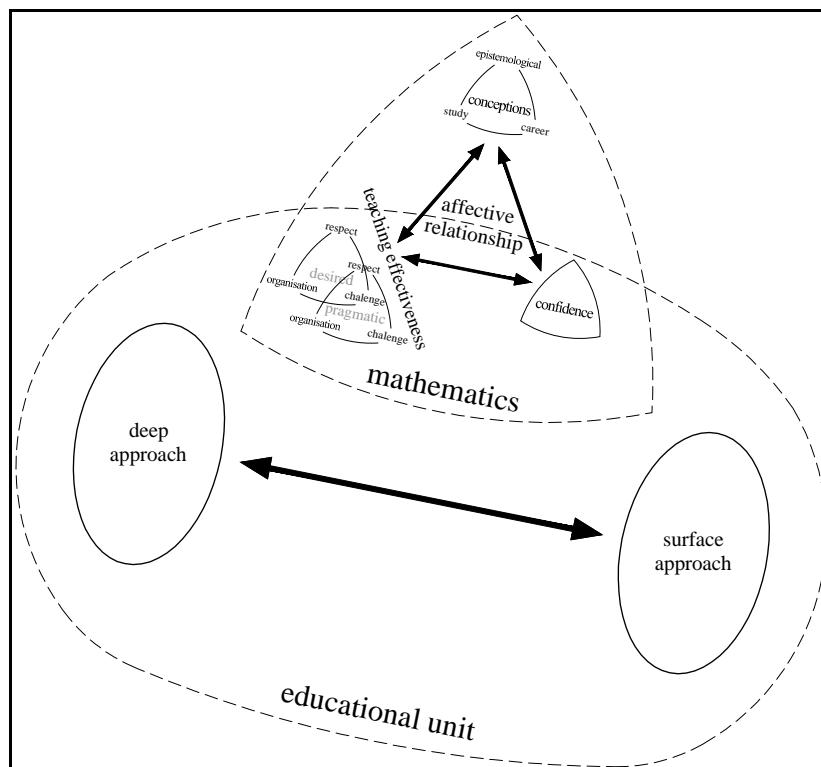 epistemological
conceptions
study
career
teaching effectiveness
affective
relationship
respect
respect
desired
organisation
chalenge
pragmatic
organisation
chalenge
confidence
mathematics
deep
approach
surface
approach
educational unit